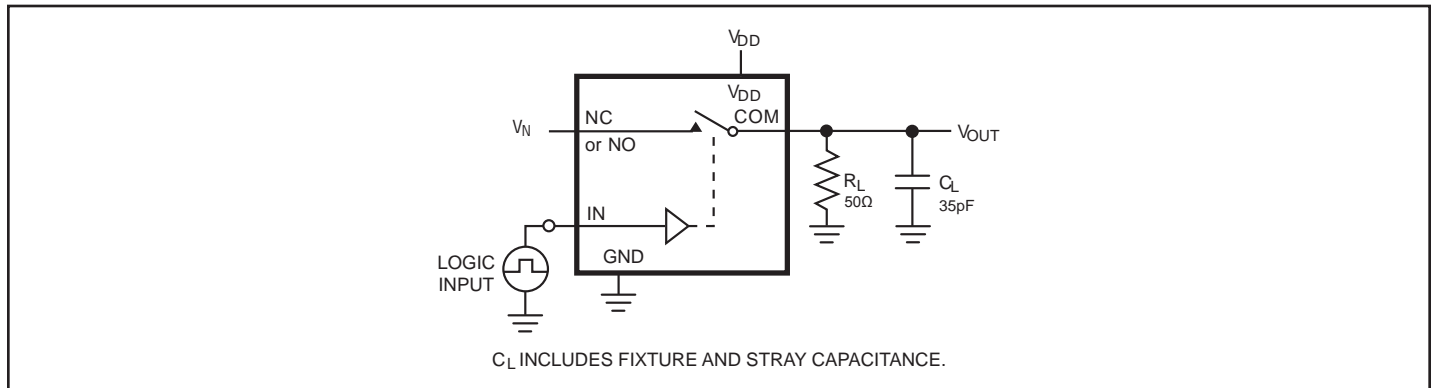 VDD
VDD
NC
COM
VN
or NO
VOUT
RL
50Ω
CL
35pF
IN
GND
LOGIC
INPUT
CL INCLUDES FIXTURE AND STRAY CAPACITANCE.